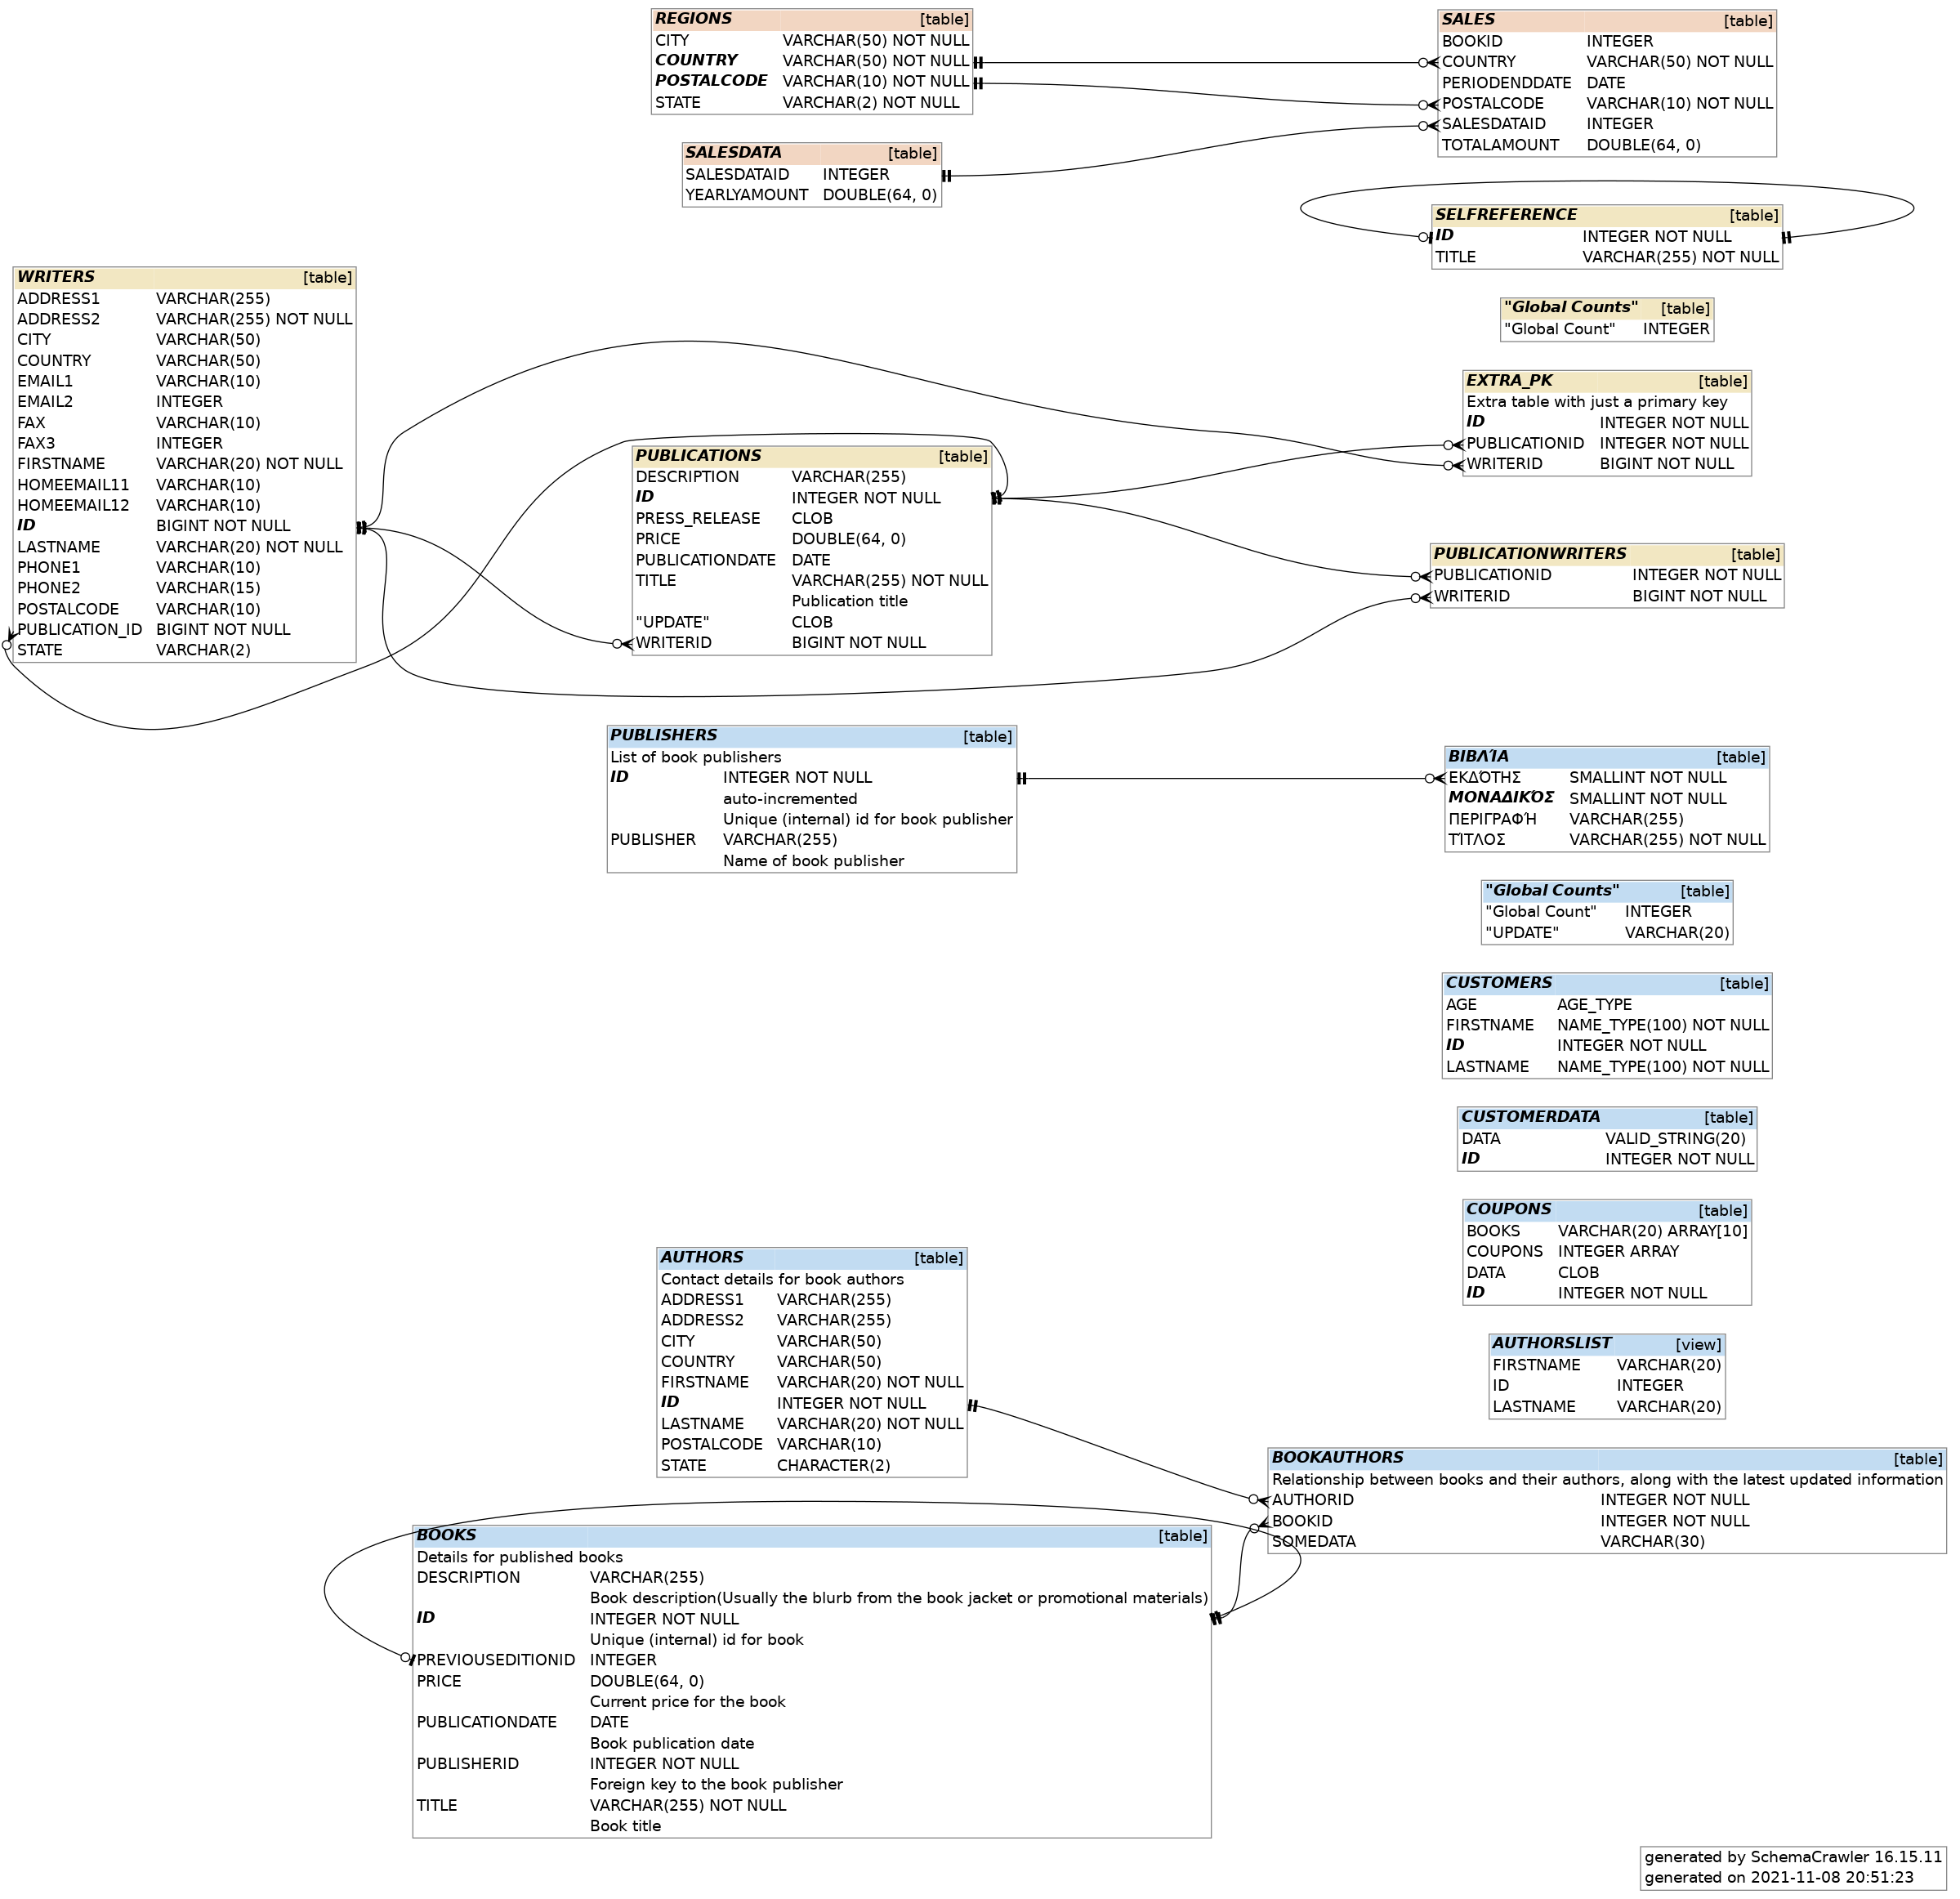 REGIONS [table]
CITY VARCHAR(50) NOT NULL
COUNTRY VARCHAR(50) NOT NULL
POSTALCODE VARCHAR(10) NOT NULL
STATE VARCHAR(2) NOT NULL
SALES [table]
BOOKID INTEGER
COUNTRY VARCHAR(50) NOT NULL
PERIODENDDATE DATE
POSTALCODE VARCHAR(10) NOT NULL
SALESDATAID INTEGER
TOTALAMOUNT DOUBLE(64, 0)
SALESDATA [table]
SALESDATAID INTEGER
YEARLYAMOUNT DOUBLE(64, 0)
SELFREFERENCE [table]
ID INTEGER NOT NULL
TITLE VARCHAR(255) NOT NULL
WRITERS [table]
ADDRESS1 VARCHAR(255)
ADDRESS2 VARCHAR(255) NOT NULL
CITY VARCHAR(50)
COUNTRY VARCHAR(50)
EMAIL1 VARCHAR(10)
EMAIL2 INTEGER
FAX VARCHAR(10)
FAX3 INTEGER
FIRSTNAME VARCHAR(20) NOT NULL
HOMEEMAIL11 VARCHAR(10)
HOMEEMAIL12 VARCHAR(10)
ID BIGINT NOT NULL
LASTNAME VARCHAR(20) NOT NULL
PHONE1 VARCHAR(10)
PHONE2 VARCHAR(15)
POSTALCODE VARCHAR(10)
PUBLICATION_ID BIGINT NOT NULL
STATE VARCHAR(2)
"Global Counts" [table]
"Global Count" INTEGER
EXTRA_PK [table]
Extra table with just a primary key
ID INTEGER NOT NULL
PUBLICATIONID INTEGER NOT NULL
WRITERID BIGINT NOT NULL
PUBLICATIONS [table]
DESCRIPTION VARCHAR(255)
ID INTEGER NOT NULL
PRESS_RELEASE CLOB
PRICE DOUBLE(64, 0)
PUBLICATIONDATE DATE
TITLE VARCHAR(255) NOT NULL
Publication title
"UPDATE" CLOB
WRITERID BIGINT NOT NULL
PUBLICATIONWRITERS [table]
PUBLICATIONID INTEGER NOT NULL
WRITERID BIGINT NOT NULL
PUBLISHERS [table]
List of book publishers
ID INTEGER NOT NULL
auto-incremented
Unique (internal) id for book publisher
PUBLISHER VARCHAR(255)
Name of book publisher
ΒΙΒΛΊΑ [table]
ΕΚΔΌΤΗΣ SMALLINT NOT NULL
ΜΟΝΑΔΙΚΌΣ SMALLINT NOT NULL
ΠΕΡΙΓΡΑΦΉ VARCHAR(255)
ΤΊΤΛΟΣ VARCHAR(255) NOT NULL
"Global Counts" [table]
"Global Count" INTEGER
"UPDATE" VARCHAR(20)
CUSTOMERS [table]
AGE AGE_TYPE
FIRSTNAME NAME_TYPE(100) NOT NULL
ID INTEGER NOT NULL
LASTNAME NAME_TYPE(100) NOT NULL
CUSTOMERDATA [table]
DATA VALID_STRING(20)
ID INTEGER NOT NULL
COUPONS [table]
BOOKS VARCHAR(20) ARRAY[10]
COUPONS INTEGER ARRAY
DATA CLOB
ID INTEGER NOT NULL
AUTHORS [table]
Contact details for book authors
ADDRESS1 VARCHAR(255)
ADDRESS2 VARCHAR(255)
CITY VARCHAR(50)
COUNTRY VARCHAR(50)
FIRSTNAME VARCHAR(20) NOT NULL
ID INTEGER NOT NULL
LASTNAME VARCHAR(20) NOT NULL
POSTALCODE VARCHAR(10)
STATE CHARACTER(2)
AUTHORSLIST [view]
FIRSTNAME VARCHAR(20)
ID INTEGER
LASTNAME VARCHAR(20)
BOOKAUTHORS [table]
Relationship between books and their authors, along with the latest updated information
AUTHORID INTEGER NOT NULL
BOOKID INTEGER NOT NULL
SOMEDATA VARCHAR(30)
BOOKS [table]
Details for published books
DESCRIPTION VARCHAR(255)
Book description(Usually the blurb from the book jacket or promotional materials)
ID INTEGER NOT NULL
Unique (internal) id for book
PREVIOUSEDITIONID INTEGER
PRICE DOUBLE(64, 0)
Current price for the book
PUBLICATIONDATE DATE
Book publication date
PUBLISHERID INTEGER NOT NULL
Foreign key to the book publisher
TITLE VARCHAR(255) NOT NULL
Book title
generated by SchemaCrawler 16.15.11
generated on 2021-11-08 20:51:23